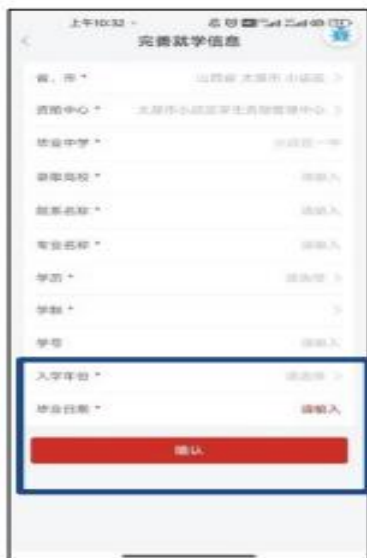 上午10:32
完善就学信息
省、市 * 山西省 太原市 小店区 >
资助中心 * 太原市小店区学生资助管理中心 >
毕业中学 *
录取高校 * 请输入
院系名称 * 请输入
专业名称 * 请输入
学历 * 请选择 >
学制 * >
学号 请输入
入学年份 * 请选择 >
毕业日期 * 请输入
确认